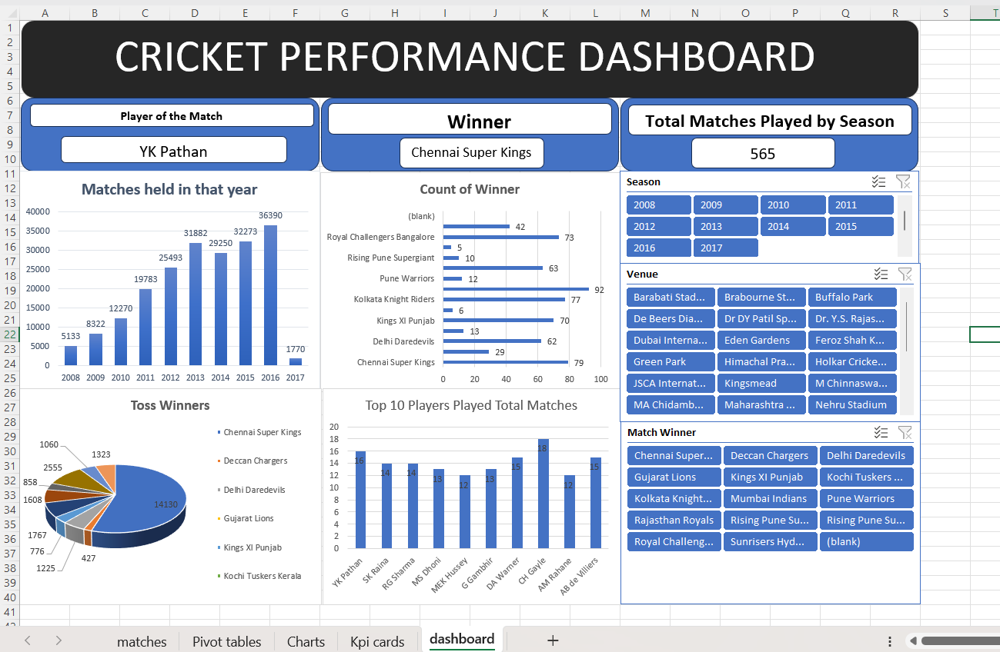 A B C D E F G H I J K L M N O P Q R S T
1
2
3
4
5
6
7
8
9
10
11
12
13
14
15
16
17
18
19
20
21
22
23
24
25
26
27
28
29
30
31
32
33
34
35
36
37
38
39
40
41
CRICKET PERFORMANCE DASHBOARD
Player of the Match
YK Pathan
Winner
Chennai Super Kings
Total Matches Played by Season
565
Matches held in that year
40000
35000
30000
25000
20000
15000
10000
5000
0
5133
8322
12270
19783
25493
31882
29250
32273
36390
1770
2008 2009 2010 2011 2012 2013 2014 2015 2016 2017
Count of Winner
(blank)
42
Royal Challengers Bangalore 73
5
Rising Pune Supergiant 10
63
Pune Warriors 12
92
Kolkata Knight Riders 77
6
Kings XI Punjab 70
13
Delhi Daredevils 62
29
Chennai Super Kings 79
0 20 40 60 80 100
Season
2008 2009 2010 2011
2012 2013 2014 2015
2016 2017
Venue
Barabati Stad... Brabourne St... Buffalo Park
De Beers Dia... Dr DY Patil Sp... Dr. Y.S. Rajas...
Dubai Interna... Eden Gardens Feroz Shah K...
Green Park Himachal Pra... Holkar Cricke...
JSCA Internat... Kingsmead M Chinnaswa...
MA Chidamb... Maharashtra ... Nehru Stadium
Toss Winners
1060
1323
2555
858
1608
1767
776
1225
427
14130
Chennai Super Kings
Deccan Chargers
Delhi Daredevils
Gujarat Lions
Kings XI Punjab
Kochi Tuskers Kerala
Top 10 Players Played Total Matches
20
18
16
14
12
10
8
6
4
2
0
16 14 14 13 12 13 15 18 12 15
YK Pathan
SK Raina
RG Sharma
MS Dhoni
MEK Hussey
G Gambhir
DA Warner
CH Gayle
AM Rahane
AB de Villiers
Match Winner
Chennai Super... Deccan Chargers Delhi Daredevils
Gujarat Lions Kings XI Punjab Kochi Tuskers ...
Kolkata Knight... Mumbai Indians Pune Warriors
Rajasthan Royals Rising Pune Su... Rising Pune Su...
Royal Challeng... Sunrisers Hyd... (blank)
matches Pivot tables Charts Kpi cards dashboard